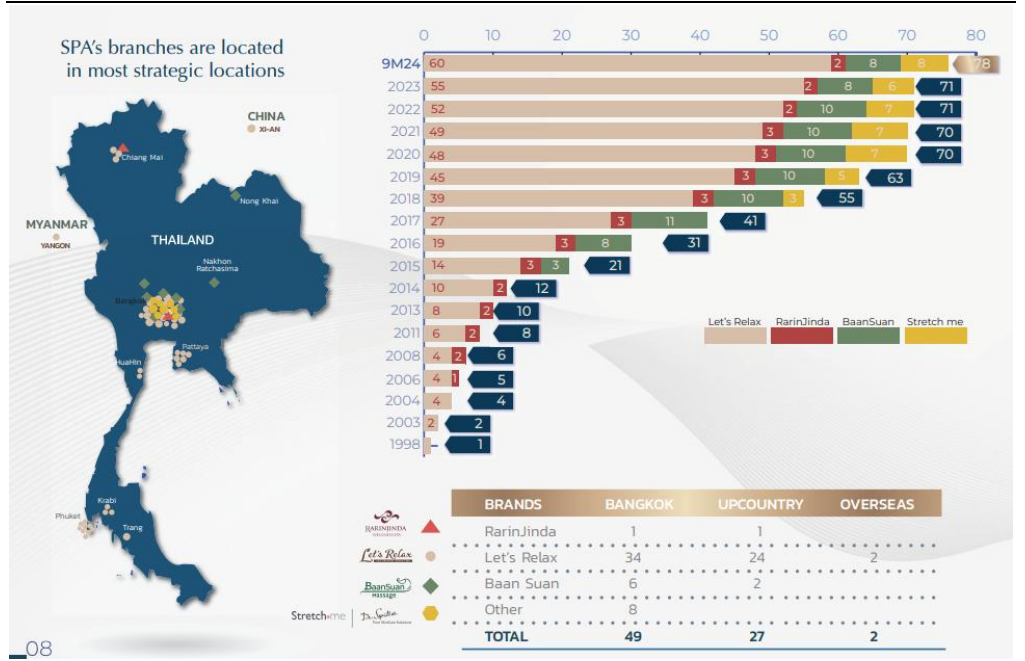 SPA's branches are located
in most strategic locations
CHINA
XI-AN
Chiang Mai
Nong Khai
MYANMAR
YANGON
THAILAND
Nakhon
Ratchasima
Bangkok
Pattaya
HuaHin
Krabi
Phuket
Trang
0 10 20 30 40 50 60 70 80
9M24 60 2 8 8 78
2023 55 2 8 6 71
2022 52 2 10 7 71
2021 49 3 10 7 70
2020 48 3 10 7 70
2019 45 3 10 5 63
2018 39 3 10 3 55
2017 27 3 11 41
2016 19 3 8 31
2015 14 3 3 21
2014 10 2 12
2013 8 2 10
2011 6 2 8
2008 4 2 6
2006 4 1 5
2004 4 4
2003 2 2
1998 1
Let's Relax RarinJinda BaanSuan Stretch me
BRANDS BANGKOK UPCOUNTRY OVERSEAS
RARINJINDA
RarinJinda 1 1
Let's Relax
Let's Relax 34 24 2
BaanSuan
MASSAGE
Baan Suan 6 2
Stretch me
Other 8
TOTAL 49 27 2
08